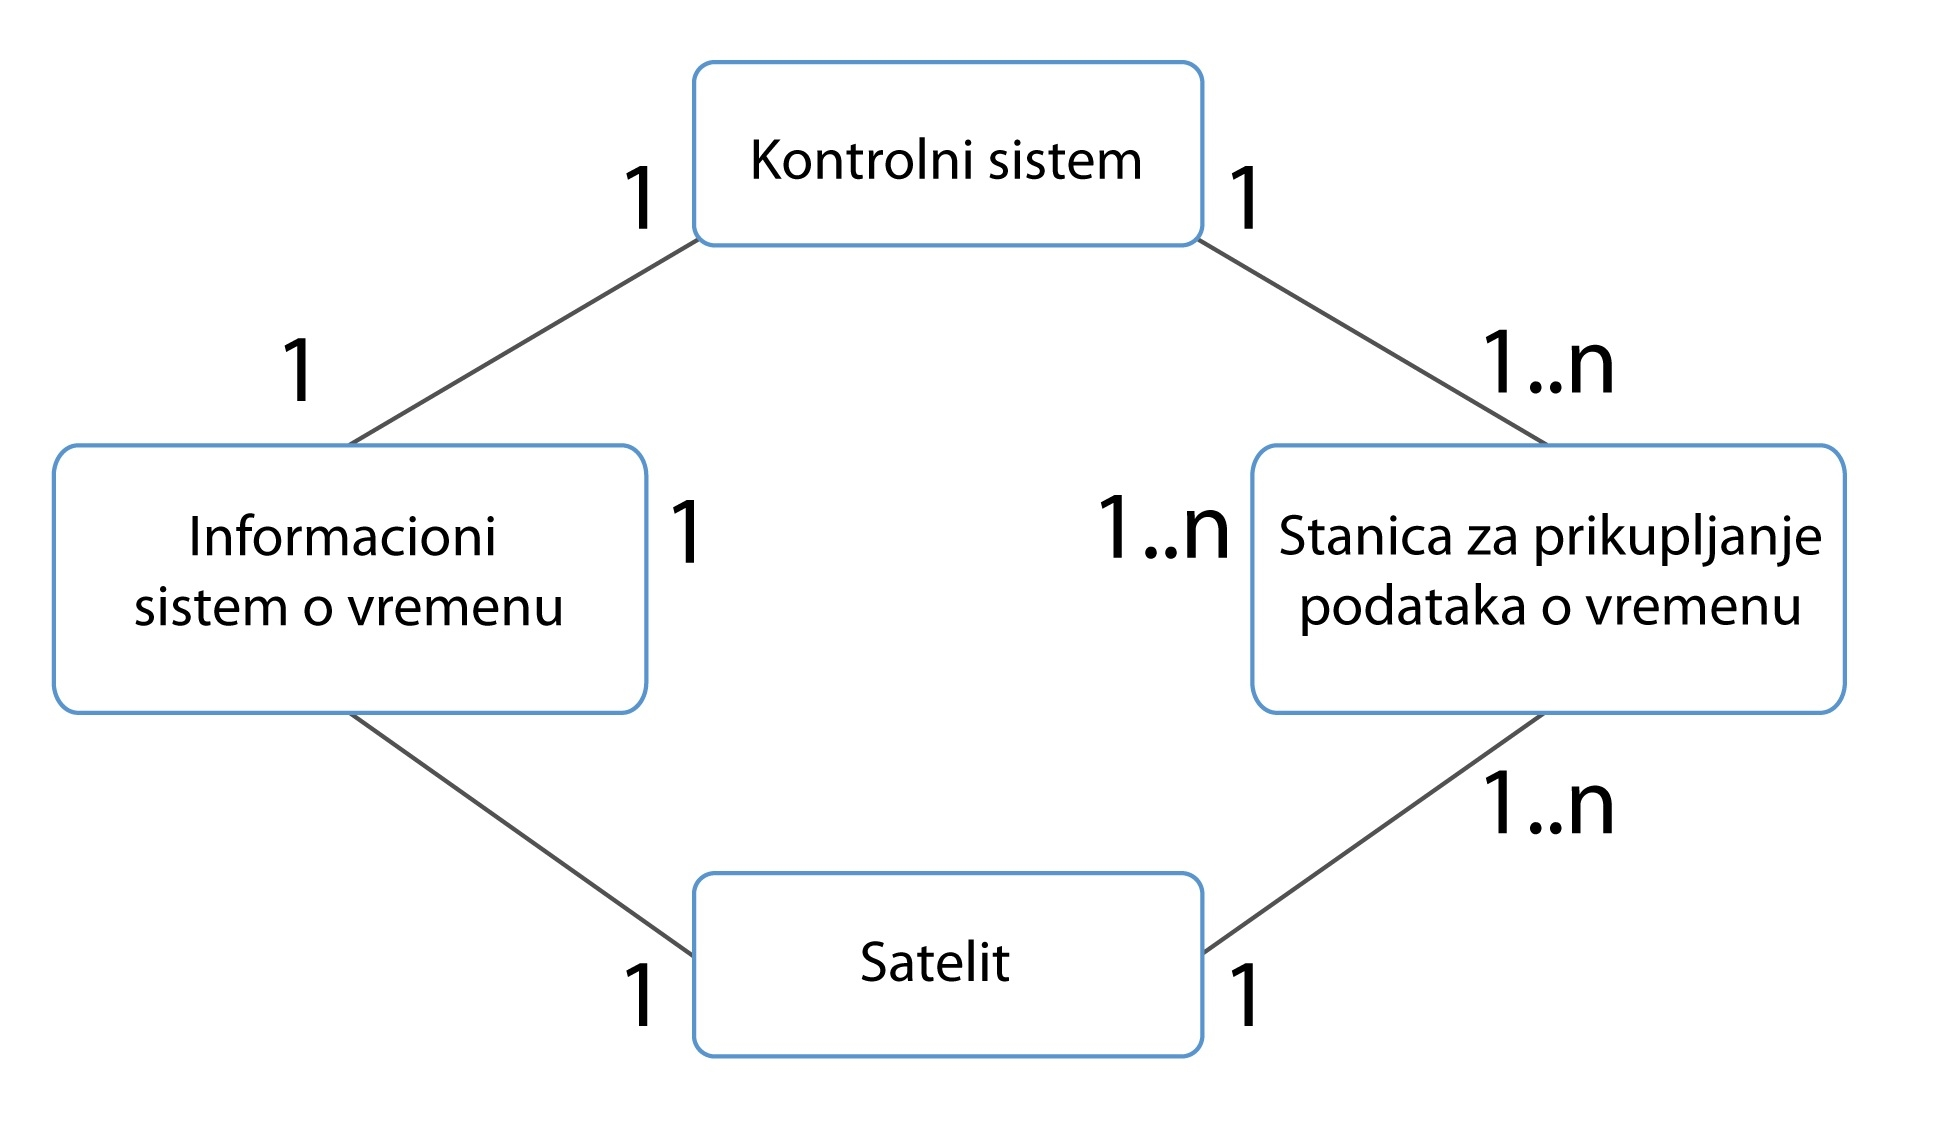 Kontrolni sistem
1
1
1
1..n
Informacioni
sistem o vremenu
1
1..n
Stanica za prikupljanje
podataka o vremenu
1..n
Satelit
1
1